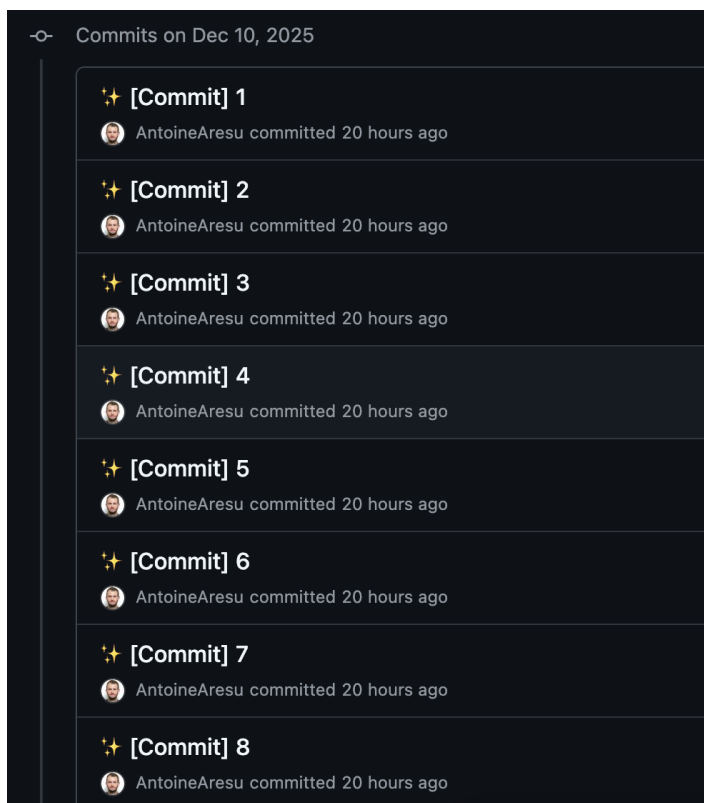 Commits on Dec 10, 2025
✨ [Commit] 1
AntoineAresu committed 20 hours ago
✨ [Commit] 2
AntoineAresu committed 20 hours ago
✨ [Commit] 3
AntoineAresu committed 20 hours ago
✨ [Commit] 4
AntoineAresu committed 20 hours ago
✨ [Commit] 5
AntoineAresu committed 20 hours ago
✨ [Commit] 6
AntoineAresu committed 20 hours ago
✨ [Commit] 7
AntoineAresu committed 20 hours ago
✨ [Commit] 8
AntoineAresu committed 20 hours ago